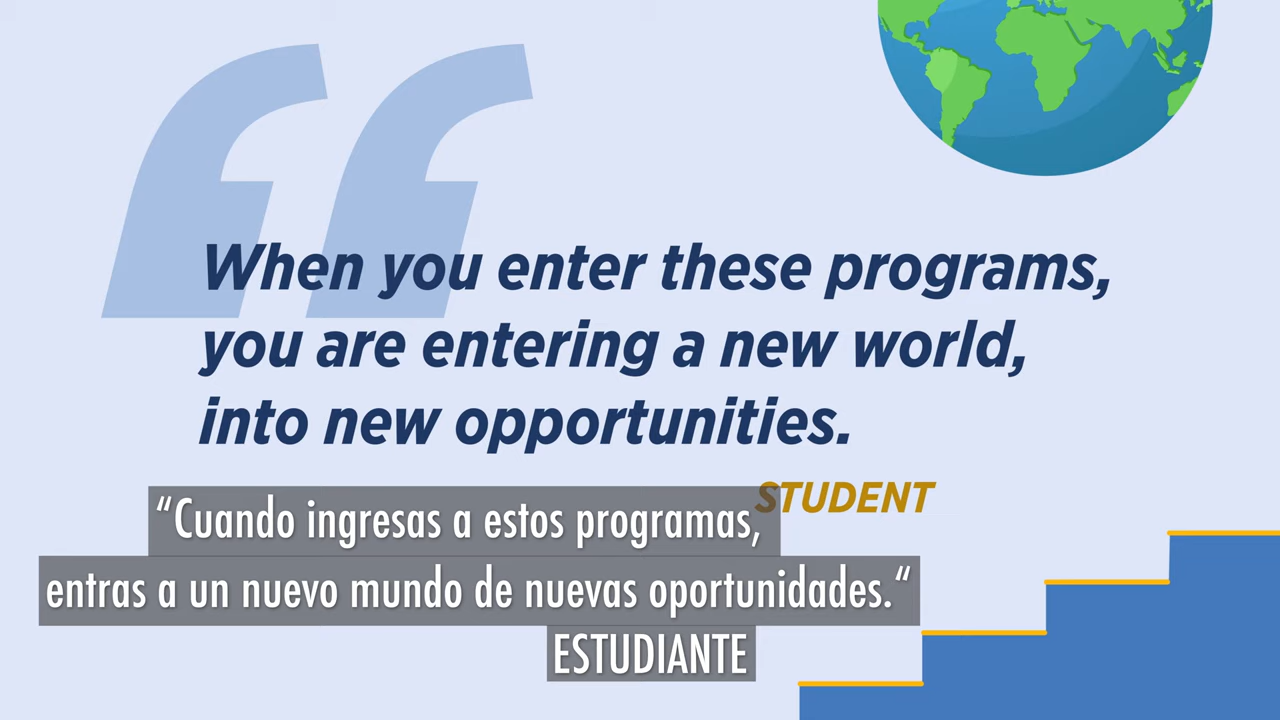 When you enter these programs,
you are entering a new world,
into new opportunities.
STUDENT
“Cuando ingresas a estos programas,
entras a un nuevo mundo de nuevas oportunidades.“
ESTUDIANTE